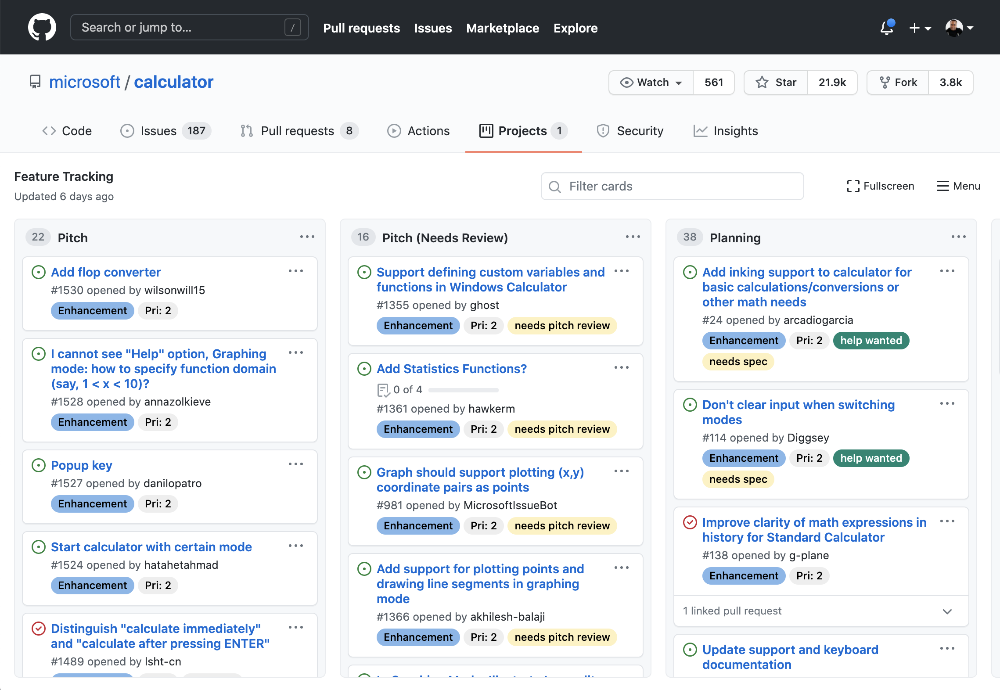 Search or jump to... /
Pull requests Issues Marketplace Explore
microsoft / calculator
Watch 561
Star 21.9k
Fork 3.8k
Code
Issues 187
Pull requests 8
Actions
Projects 1
Security
Insights
Feature Tracking
Updated 6 days ago
Filter cards
Fullscreen
Menu
22 Pitch
Add flop converter
#1530 opened by wilsonwill15
Enhancement Pri: 2
I cannot see "Help" option, Graphing
mode: how to specify function domain
(say, 1 < x < 10)?
#1528 opened by annazolkieve
Enhancement Pri: 2
Popup key
#1527 opened by danilopatro
Enhancement Pri: 2
Start calculator with certain mode
#1524 opened by hatahetahmad
Enhancement Pri: 2
Distinguish "calculate immediately"
and "calculate after pressing ENTER"
#1489 opened by lsht-cn
16 Pitch (Needs Review)
Support defining custom variables and
functions in Windows Calculator
#1355 opened by ghost
Enhancement Pri: 2 needs pitch review
Add Statistics Functions?
0 of 4
#1361 opened by hawkerm
Enhancement Pri: 2 needs pitch review
Graph should support plotting (x,y)
coordinate pairs as points
#981 opened by MicrosoftIssueBot
Enhancement Pri: 2 needs pitch review
Add support for plotting points and
drawing line segments in graphing
mode
#1366 opened by akhilesh-balaji
Enhancement Pri: 2 needs pitch review
38 Planning
Add inking support to calculator for
basic calculations/conversions or
other math needs
#24 opened by arcadiogarcia
Enhancement Pri: 2 help wanted
needs spec
Don't clear input when switching
modes
#114 opened by Diggsey
Enhancement Pri: 2 help wanted
needs spec
Improve clarity of math expressions in
history for Standard Calculator
#138 opened by g-plane
Enhancement Pri: 2
1 linked pull request
Update support and keyboard
documentation